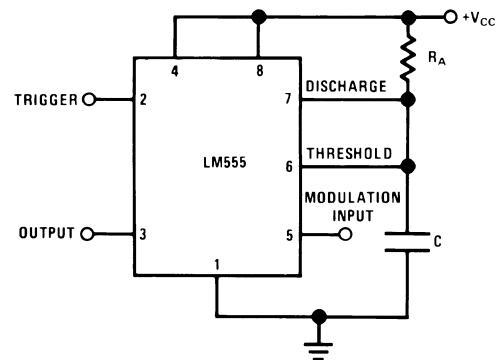 +VCC
4
8
RA
DISCHARGE
7
TRIGGER
2
THRESHOLD
6
LM555
MODULATION
INPUT
OUTPUT
3
5
C
1